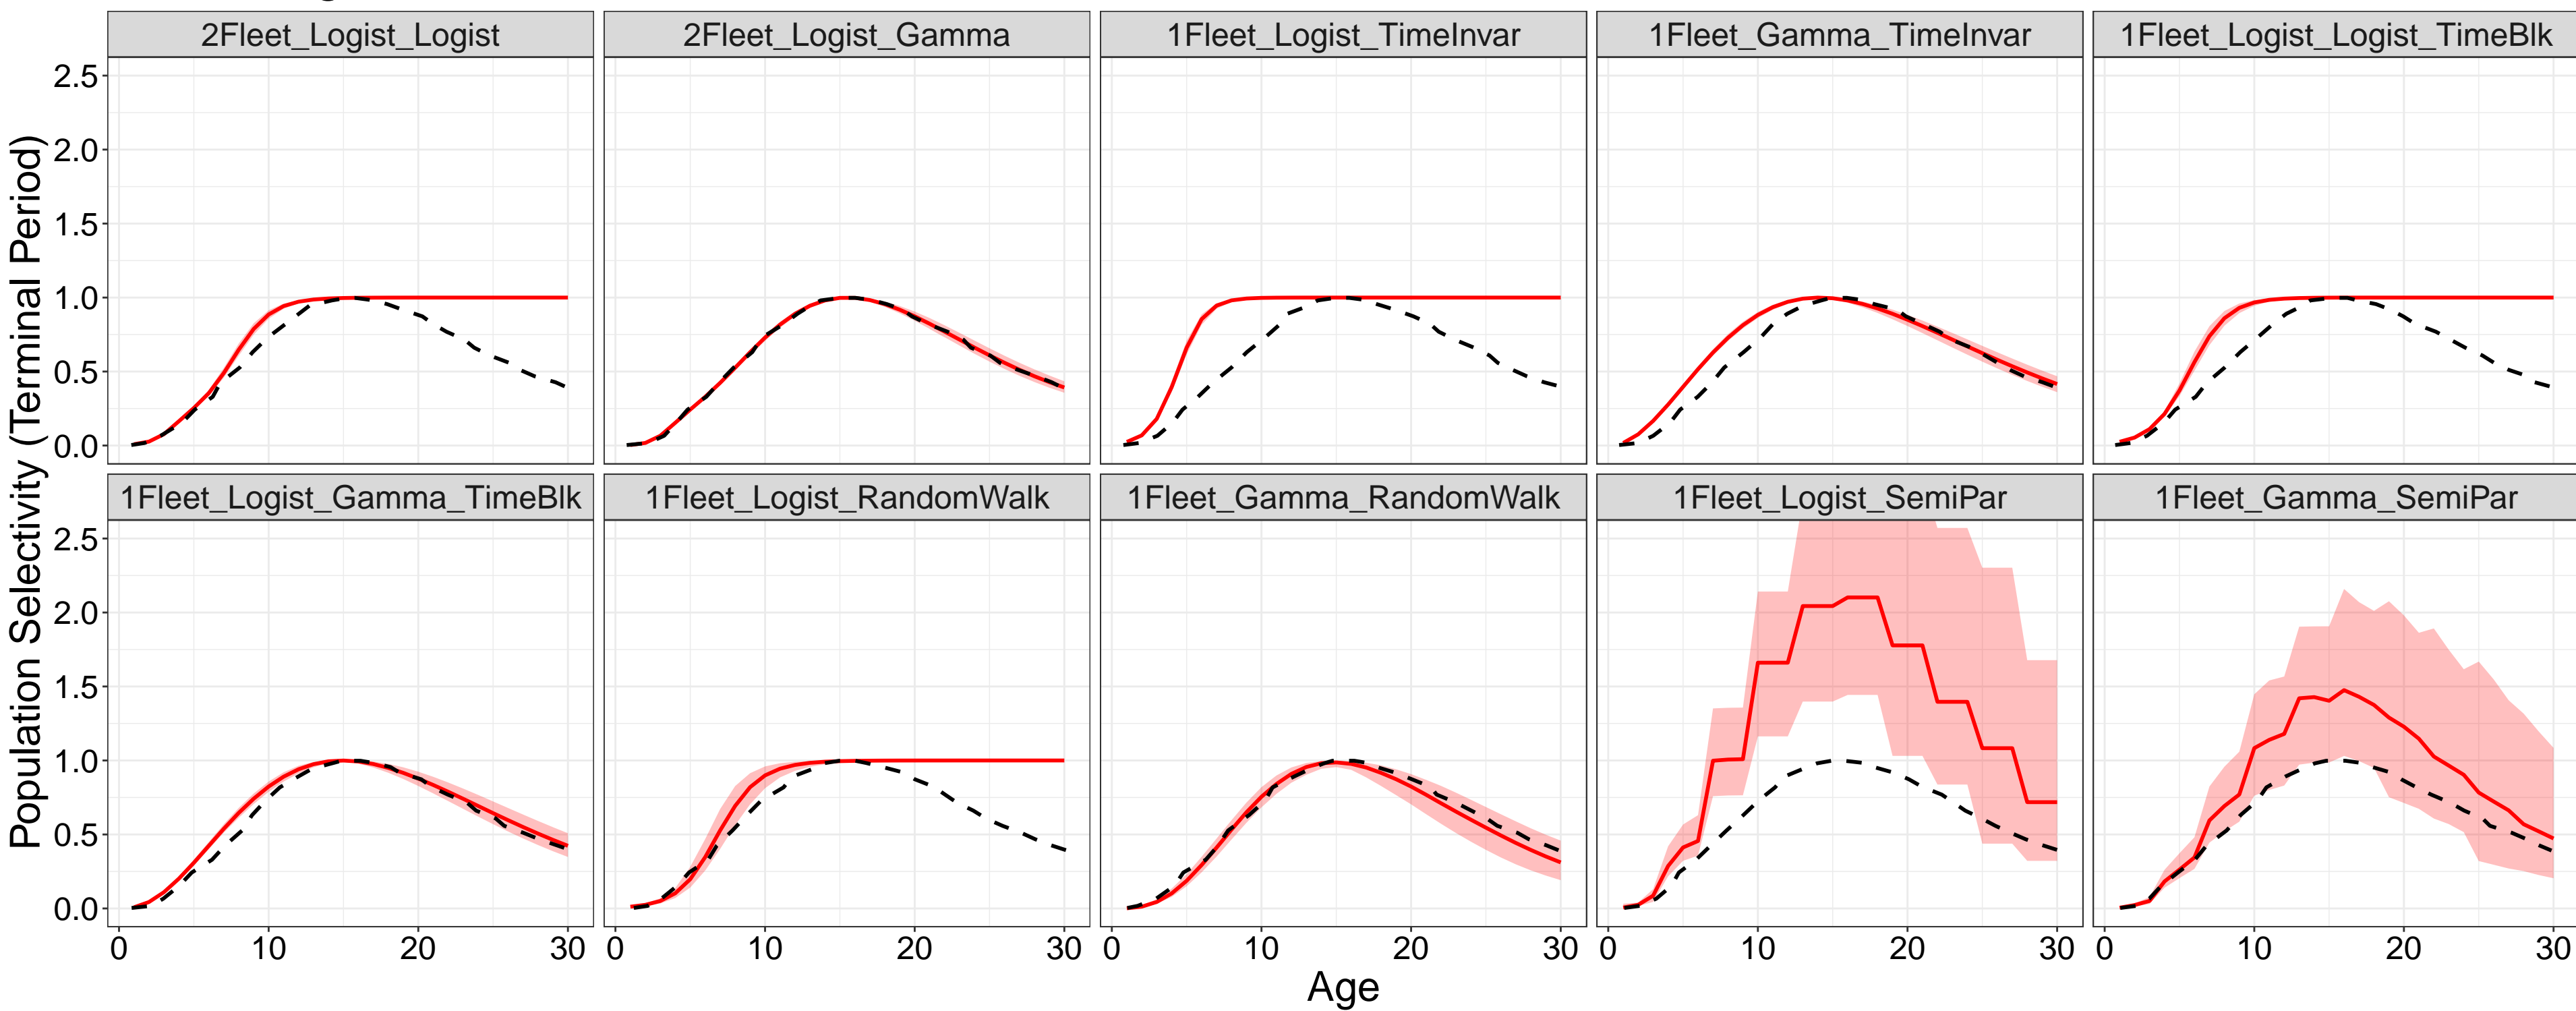 2Fleet_Logist_Logist
2Fleet_Logist_Gamma
1Fleet_Logist_TimeInvar
1Fleet_Gamma_TimeInvar
1Fleet_Logist_Logist_TimeBlk
2.5
2.0
1.5
1.0
0.5
0.0
1Fleet_Logist_Gamma_TimeBlk
1Fleet_Logist_RandomWalk
1Fleet_Gamma_RandomWalk
1Fleet_Logist_SemiPar
1Fleet_Gamma_SemiPar
2.5
2.0
1.5
1.0
0.5
0.0
0 10 20 30
0 10 20 30
0 10 20 30
0 10 20 30
0 10 20 30
Age
Population Selectivity (Terminal Period)